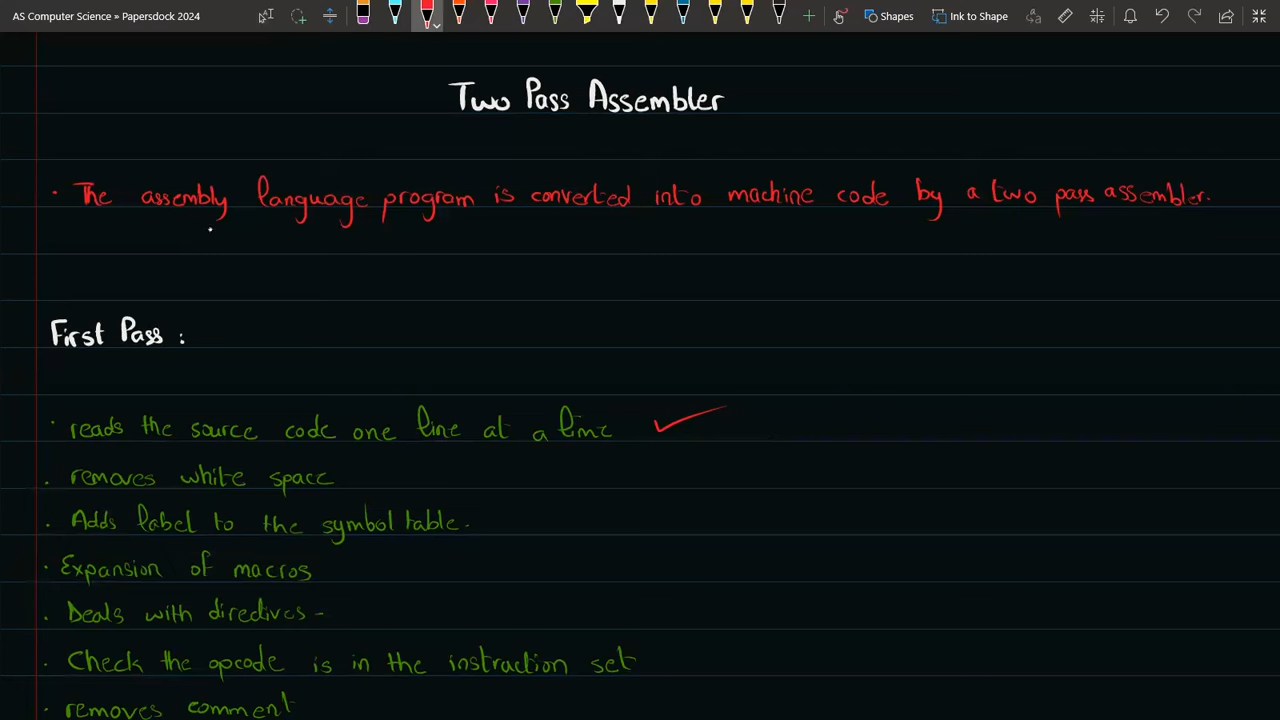 AS Computer Science » Papersdock 2024
Shapes
Ink to Shape
Two Pass Assembler
· The assembly language program is converted into machine code by a two pass assembler.
First Pass :
· reads the source code one line at a time
. removes white space
. Adds label to the symbol table.
· Expansion of macros
. Deals with directives -
. Check the opcode is in the instraction set
. removes comment